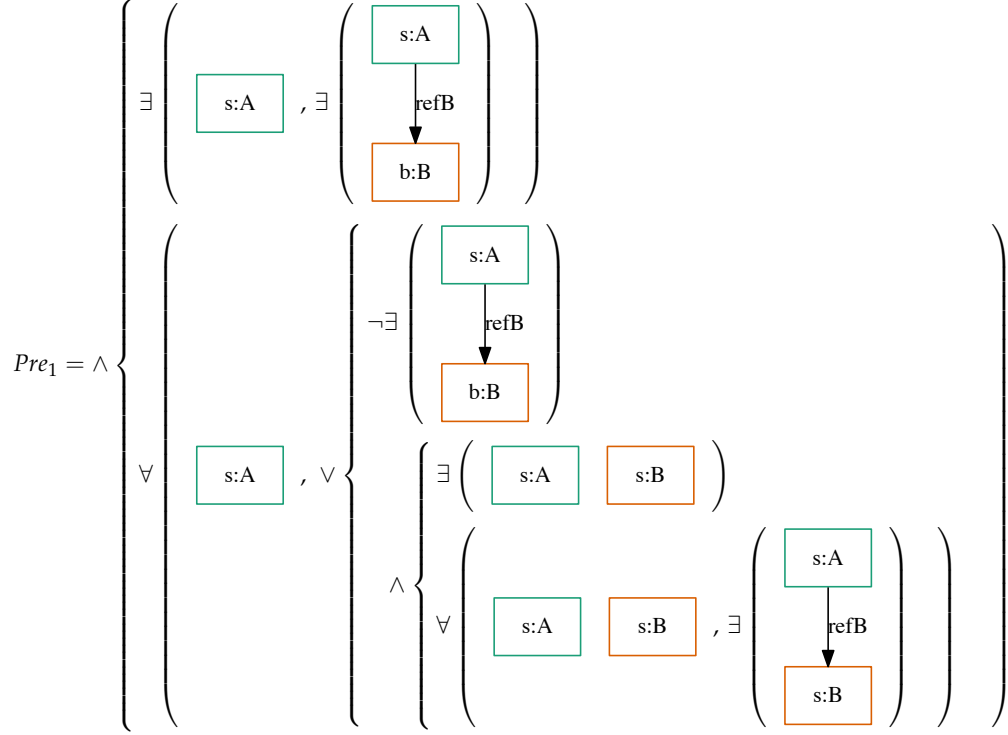 s:A
∃ ( s:A , ∃ ( refB ) )
b:B
s:A
¬∃ ( refB )
b:B
Pre₁ = ∧
∀ ( s:A , ∨
∃ ( s:A s:B )
∧
s:A
∀ ( s:A s:B , ∃ ( refB ) ) )
s:B